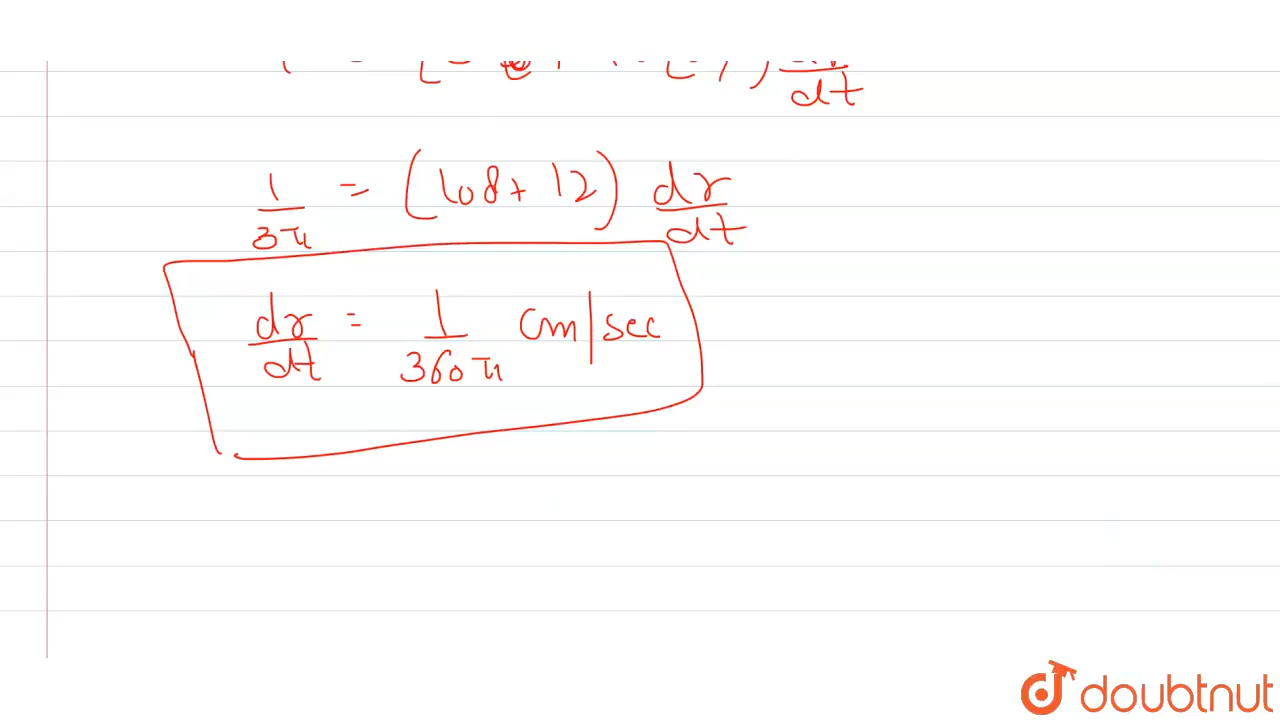 dt
1/3π = (108+12) dr/dt
dr/dt = 1/360π cm/sec
doubtnut